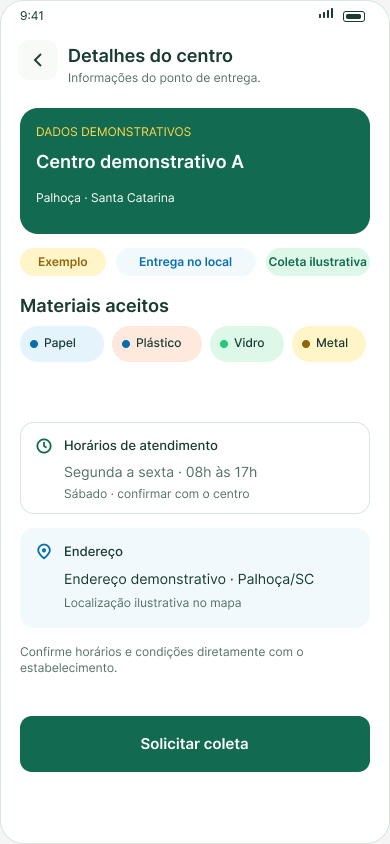 9:41
Detalhes do centro
Informações do ponto de entrega.
DADOS DEMONSTRATIVOS
Centro demonstrativo A
Palhoça · Santa Catarina
Exemplo
Entrega no local
Coleta ilustrativa
Materiais aceitos
Papel
Plástico
Vidro
Metal
Horários de atendimento
Segunda a sexta · 08h às 17h
Sábado · confirmar com o centro
Endereço
Endereço demonstrativo · Palhoça/SC
Localização ilustrativa no mapa
Confirme horários e condições diretamente com o
estabelecimento.
Solicitar coleta